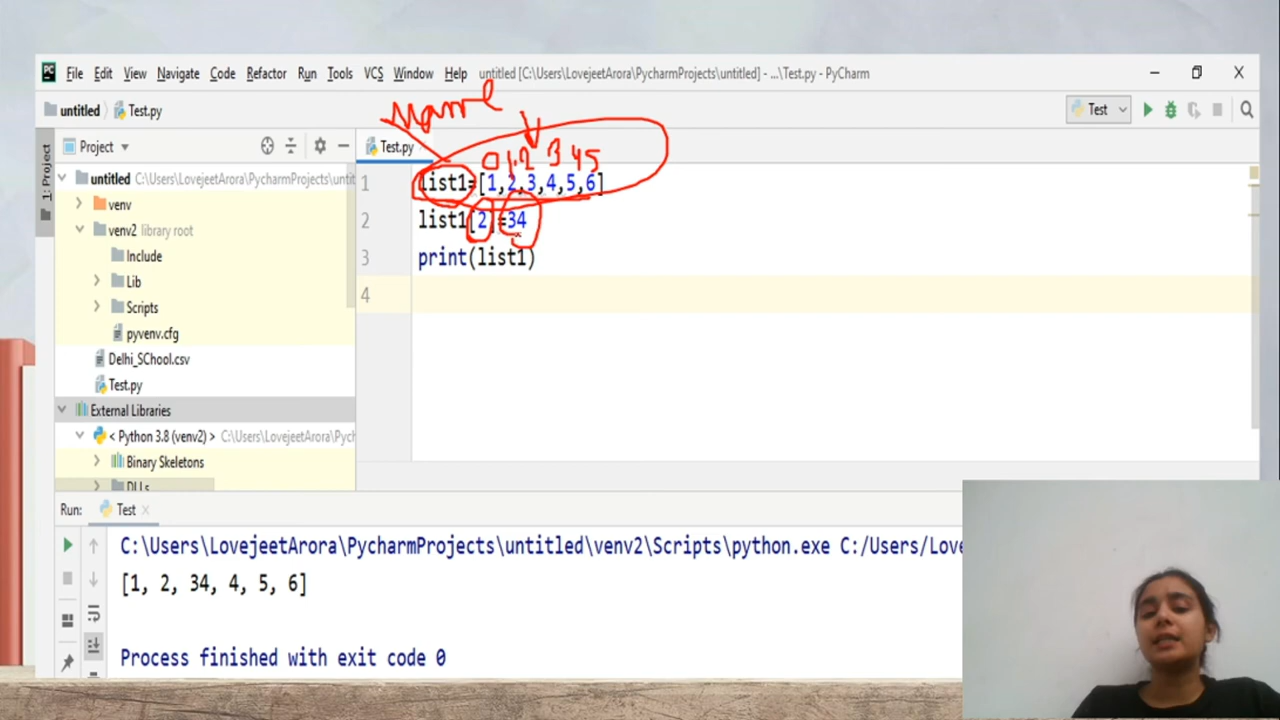 PC File Edit View Navigate Code Refactor Run Tools VCS Window Help untitled [C:\Users\LovejeetArora\PycharmProjects\untitled] - ...\Test.py - PyCharm
untitled Test.py Test
Name
1: Project
Project
Test.py
untitled C:\Users\LovejeetArora\PycharmProjects\untit
venv
venv2 library root
Include
Lib
Scripts
pyvenv.cfg
Delhi_SChool.csv
Test.py
External Libraries
< Python 3.8 (venv2) > C:\Users\LovejeetArora\Pych
Binary Skeletons
DLLs
0 1 2 3 4 5
1 list1=[1,2,3,4,5,6]
2 list1[2]=34
3 print(list1)
4
Run: Test
C:\Users\LovejeetArora\PycharmProjects\untitled\venv2\Scripts\python.exe C:/Users/Love
[1, 2, 34, 4, 5, 6]
Process finished with exit code 0